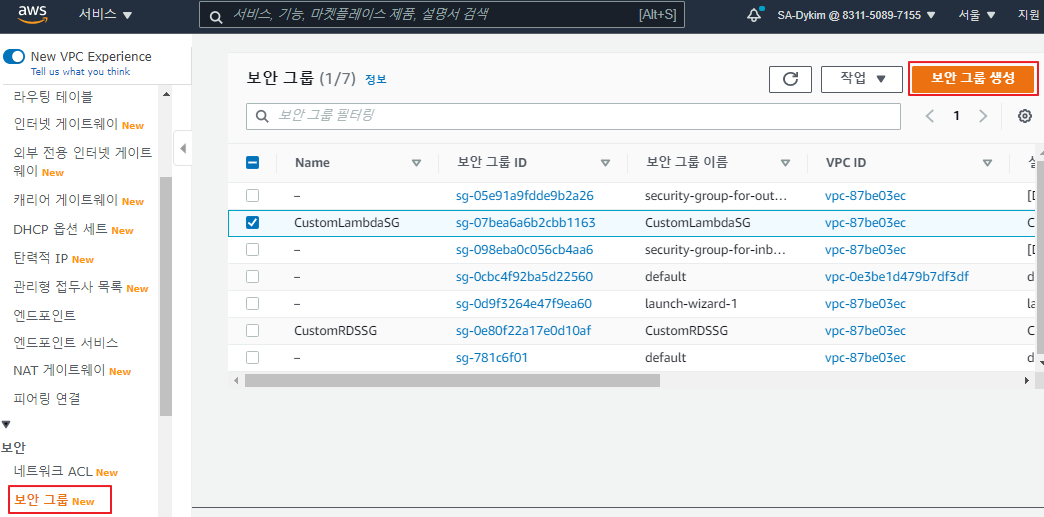 aws 서비스 서비스, 기능, 마켓플레이스 제품, 설명서 검색 [Alt+S] SA-Dykim @ 8311-5089-7155 서울 지원
New VPC Experience
Tell us what you think
라우팅 테이블
인터넷 게이트웨이 New
외부 전용 인터넷 게이트
웨이 New
캐리어 게이트웨이 New
DHCP 옵션 세트 New
탄력적 IP New
관리형 접두사 목록 New
엔드포인트
엔드포인트 서비스
NAT 게이트웨이 New
피어링 연결
보안
네트워크 ACL New
보안 그룹 New
보안 그룹 (1/7) 정보 작업 보안 그룹 생성
보안 그룹 필터링 1
Name 보안 그룹 ID 보안 그룹 이름 VPC ID
– sg-05e91a9fdde9b2a26 security-group-for-out... vpc-87be03ec [D
CustomLambdaSG sg-07bea6a6b2cbb1163 CustomLambdaSG vpc-87be03ec C
– sg-098eba0c056cb4aa6 security-group-for-inb... vpc-87be03ec [D
– sg-0cbc4f92ba5d22560 default vpc-0e3be1d479b7df3df d
– sg-0d9f3264e47f9ea60 launch-wizard-1 vpc-87be03ec la
CustomRDSSG sg-0e80f22a17e0d10af CustomRDSSG vpc-87be03ec C
– sg-781c6f01 default vpc-87be03ec d